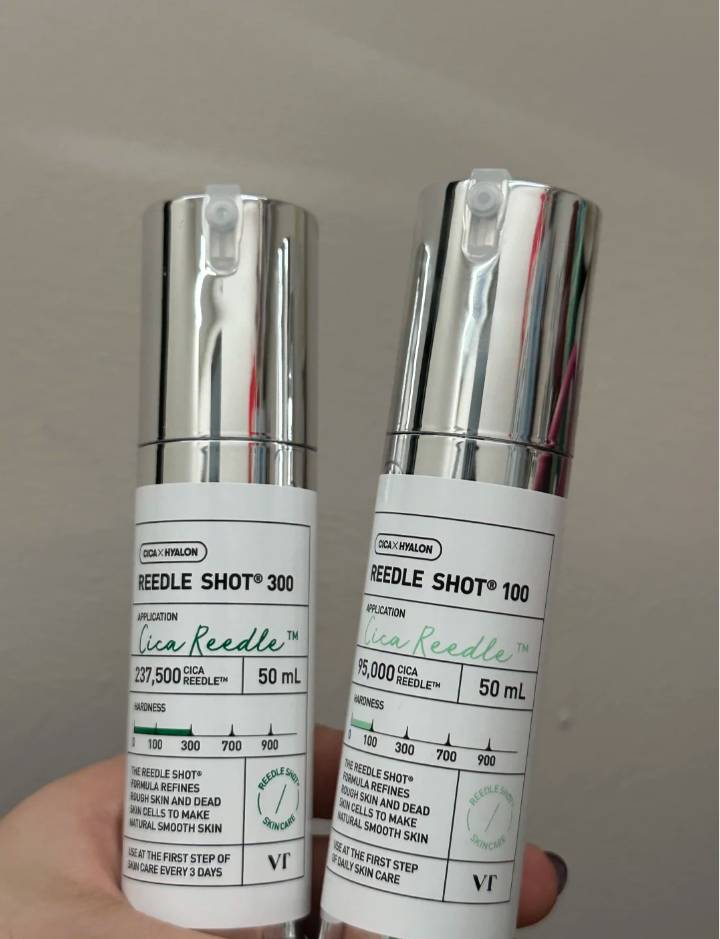 CICA X HYALON
REEDLE SHOT® 300
APPLICATION
Cica Reedle™
237,500 CICA
REEDLE™
50 mL
HARDNESS
0 100 300 700 900
THE REEDLE SHOT®
FORMULA REFINES
ROUGH SKIN AND DEAD
SKIN CELLS TO MAKE
NATURAL SMOOTH SKIN
REEDLE SHOT®
SKINCARE
USE AT THE FIRST STEP OF
SKIN CARE EVERY 3 DAYS
VT
CICA X HYALON
REEDLE SHOT® 100
APPLICATION
Cica Reedle™
95,000 CICA
REEDLE™
50 mL
HARDNESS
0 100 300 700 900
THE REEDLE SHOT®
FORMULA REFINES
ROUGH SKIN AND DEAD
SKIN CELLS TO MAKE
NATURAL SMOOTH SKIN
REEDLE SHOT®
SKINCARE
USE AT THE FIRST STEP
OF DAILY SKIN CARE
VT